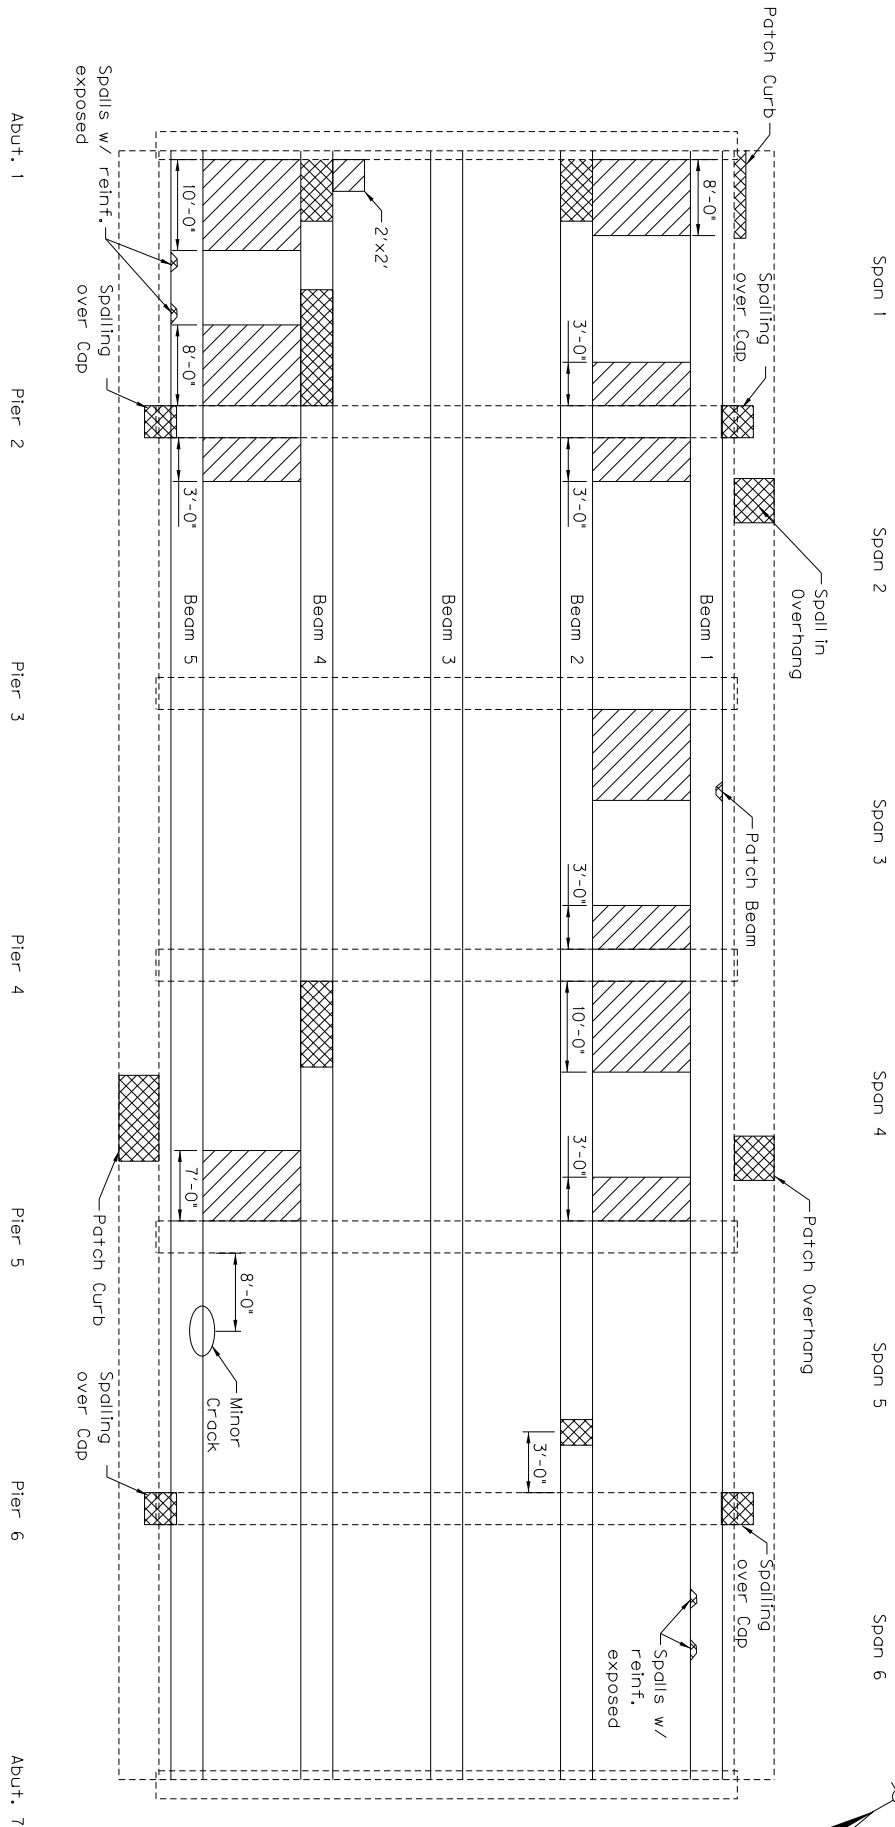 Span 1
Span 2
Span 3
Span 4
Span 5
Span 6
Patch Curb
Spalling
over Cap
Spall in
Overhang
Patch Beam
Patch Overhang
Spalling
over Cap
Spalls w/
reinf.
exposed
8'-0"
3'-0"
3'-0"
3'-0"
10'-0"
3'-0"
3'-0"
2'x2'
Beam 1
Beam 2
Beam 3
Beam 4
Beam 5
10'-0"
8'-0"
3'-0"
7'-0"
8'-0"
Minor
Crack
Spalls w/ reinf.
exposed
Spalling
over Cap
Patch Curb
Spalling
over Cap
Abut. 1
Pier 2
Pier 3
Pier 4
Pier 5
Pier 6
Abut. 7